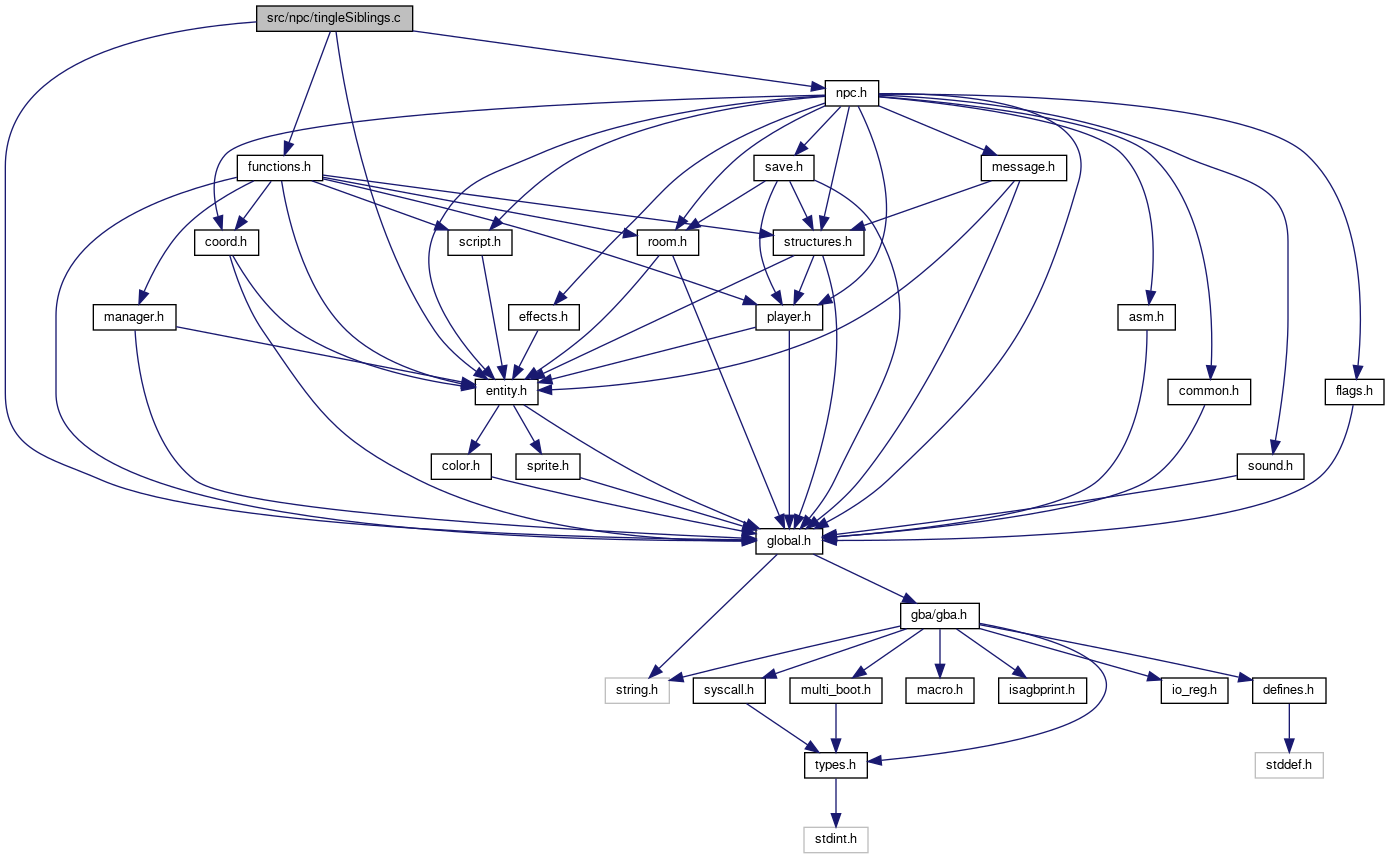 src/npc/tingleSiblings.c
npc.h
functions.h
save.h
message.h
coord.h
script.h
room.h
structures.h
manager.h
effects.h
player.h
asm.h
entity.h
common.h
flags.h
color.h
sprite.h
sound.h
global.h
gba/gba.h
string.h
syscall.h
multi_boot.h
macro.h
isagbprint.h
io_reg.h
defines.h
types.h
stddef.h
stdint.h